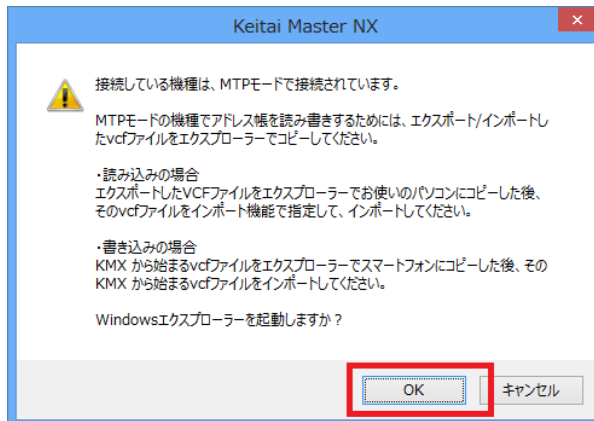 Keitai Master NX
接続している機種は、MTPモードで接続されています。
MTPモードの機種でアドレス帳を読み書きするためには、エクスポート/インポートし
たvcfファイルをエクスプローラーでコピーしてください。
・読み込みの場合
エクスポートしたVCFファイルをエクスプローラーでお使いのパソコンにコピーした後、
そのvcfファイルをインポート機能で指定して、インポートしてください。
・書き込みの場合
KMX から始まるvcfファイルをエクスプローラーでスマートフォンにコピーした後、その
KMX から始まるvcfファイルをインポートしてください。
Windowsエクスプローラーを起動しますか？
OK
キャンセル